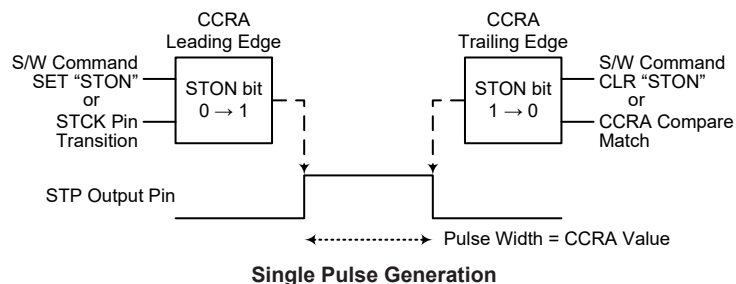 CCRA
Leading Edge
CCRA
Trailing Edge
S/W Command
SET “STON”
or
STCK Pin
Transition
STON bit
0 → 1
STON bit
1 → 0
S/W Command
CLR “STON”
or
CCRA Compare
Match
STP Output Pin
Pulse Width = CCRA Value
Single Pulse Generation